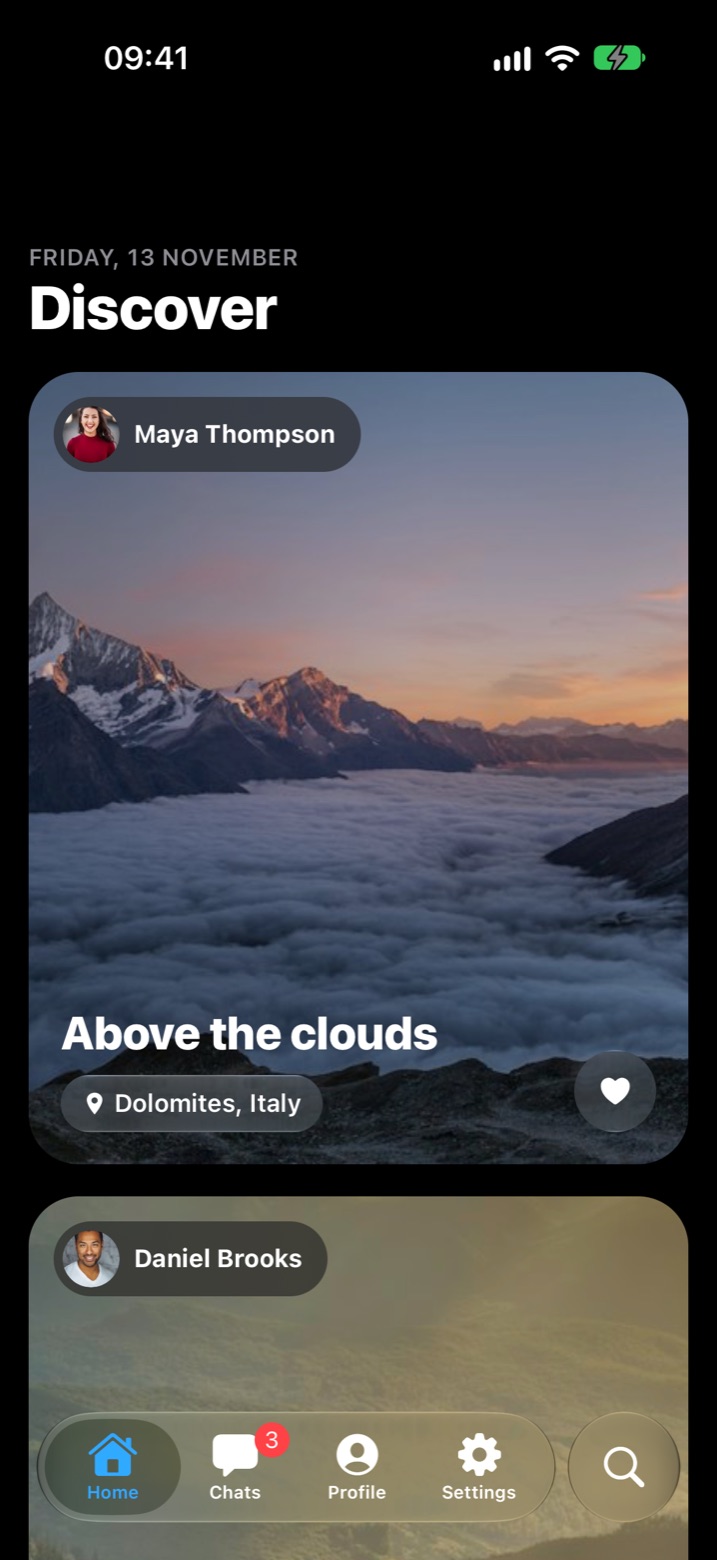 09:41
FRIDAY, 13 NOVEMBER
Discover
Maya Thompson
Above the clouds
Dolomites, Italy
Daniel Brooks
3
Home
Chats
Profile
Settings